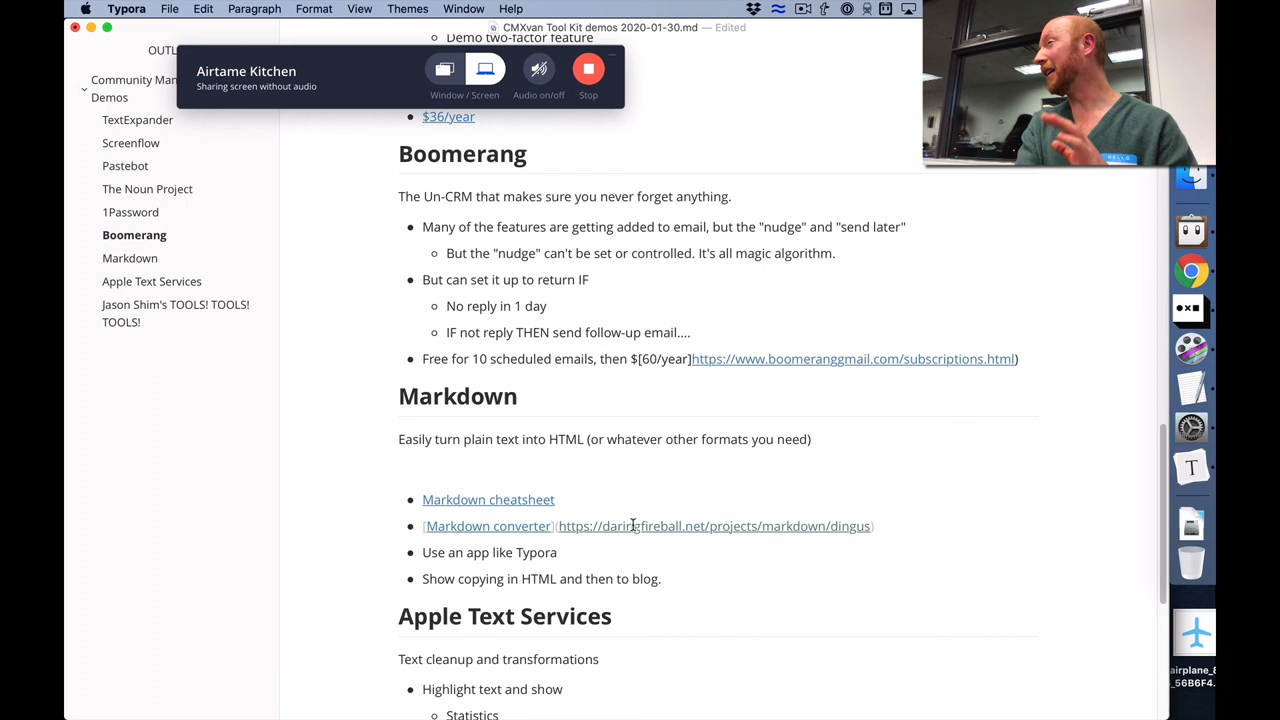 Typora File Edit Paragraph Format View Themes Window Help
CMXvan Tool Kit demos 2020-01-30.md — Edited
Demo two-factor feature
Airtame Kitchen
Sharing screen without audio
Window / Screen
Audio on/off
Stop
Community Man
Demos
TextExpander
Screenflow
Pastebot
The Noun Project
1Password
Boomerang
Markdown
Apple Text Services
Jason Shim's TOOLS! TOOLS!
TOOLS!
$36/year
Boomerang
The Un-CRM that makes sure you never forget anything.
Many of the features are getting added to email, but the "nudge" and "send later"
But the "nudge" can't be set or controlled. It's all magic algorithm.
But can set it up to return IF
No reply in 1 day
IF not reply THEN send follow-up email....
Free for 10 scheduled emails, then $[60/year]https://www.boomeranggmail.com/subscriptions.html)
Markdown
Easily turn plain text into HTML (or whatever other formats you need)
Markdown cheatsheet
[Markdown converter](https://daringfireball.net/projects/markdown/dingus)
Use an app like Typora
Show copying in HTML and then to blog.
Apple Text Services
Text cleanup and transformations
Highlight text and show
Statistics
HELLO
T
airplane_8
_56B6F4.